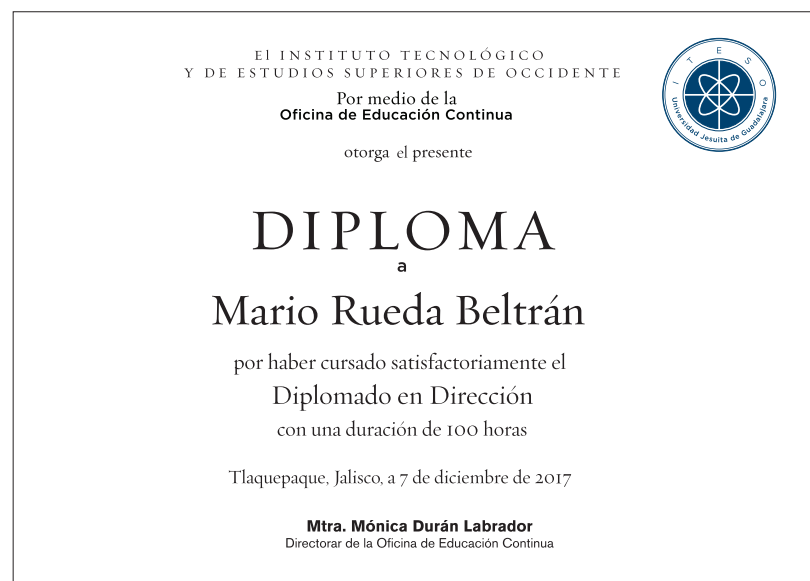 El INSTITUTO TECNOLÓGICO
Y DE ESTUDIOS SUPERIORES DE OCCIDENTE
Por medio de la
Oficina de Educación Continua
otorga el presente
ITESO
Universidad Jesuita de Guadalajara
DIPLOMA
a
Mario Rueda Beltrán
por haber cursado satisfactoriamente el
Diplomado en Dirección
con una duración de 100 horas
Tlaquepaque, Jalisco, a 7 de diciembre de 2017
Mtra. Mónica Durán Labrador
Directorar de la Oficina de Educación Continua